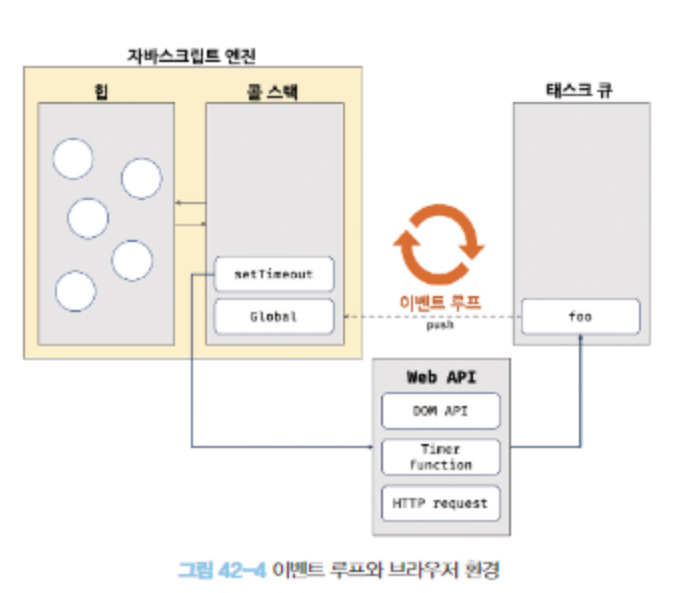 자바스크립트 엔진
힙
콜 스택
태스크 큐
setTimeout
Global
이벤트 루프
push
foo
Web API
DOM API
Timer
function
HTTP request
그림 42-4 이벤트 루프와 브라우저 환경